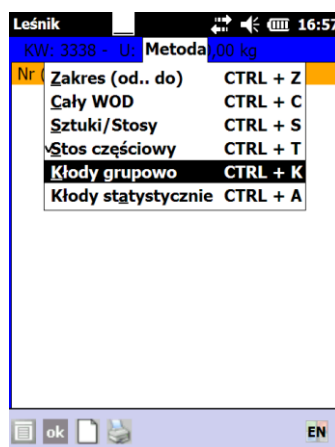 Leśnik 16:57
KW: 3338 - U: Metoda ,00 kg
Nr (
Zakres (od.. do) CTRL + Z
Cały WOD CTRL + C
Sztuki/Stosy CTRL + S
Stos częściowy CTRL + T
Kłody grupowo CTRL + K
Kłody statystycznie CTRL + A
ok EN